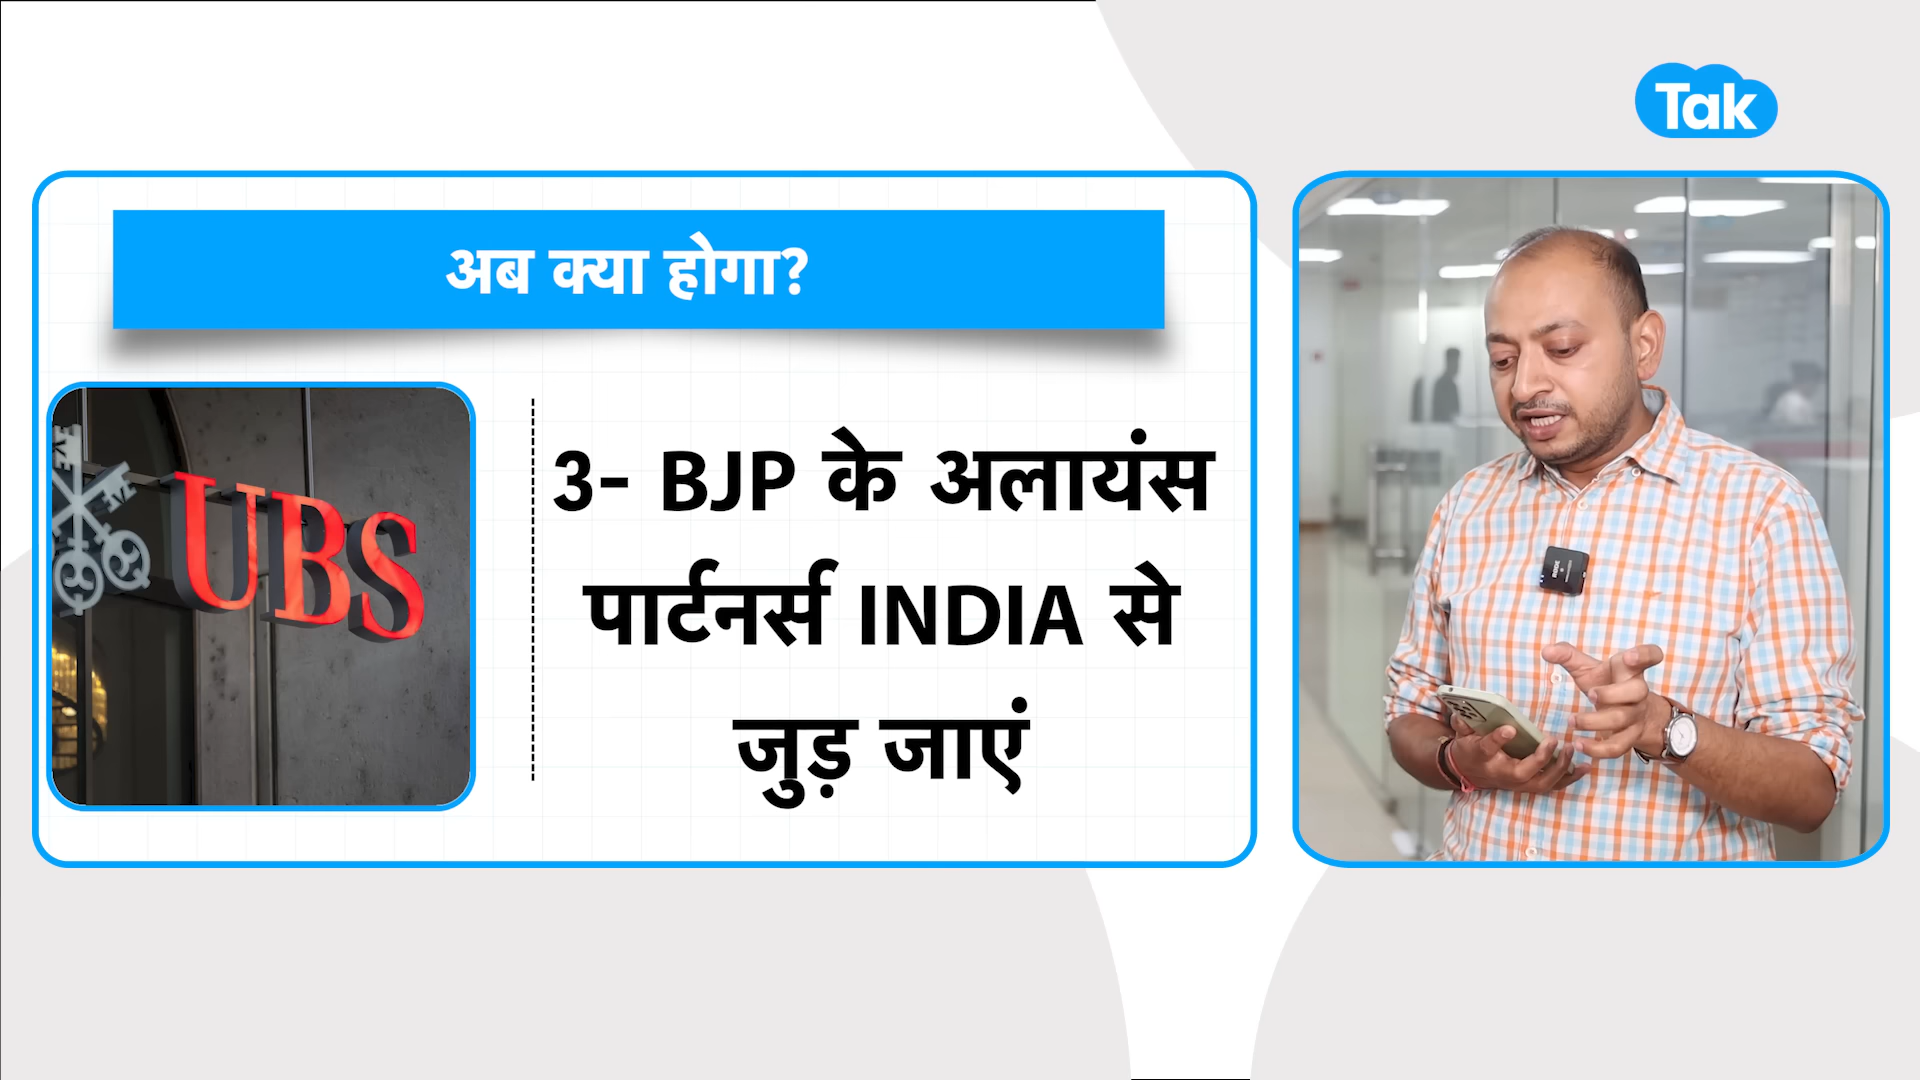 Tak
अब क्या होगा?
UBS
3- BJP के अलायंस
पार्टनर्स INDIA से
जुड़ जाएं